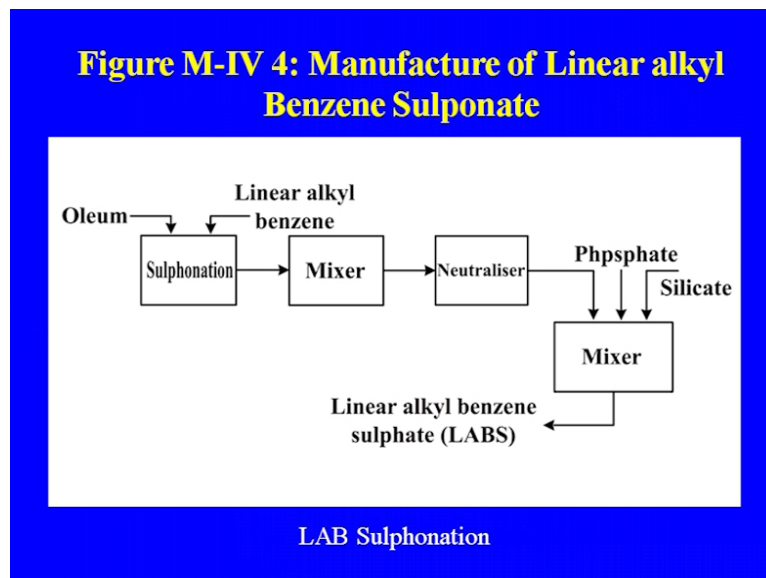 Figure M-IV 4: Manufacture of Linear alkyl
Benzene Sulponate
Linear alkyl
benzene
Oleum
Sulphonation
Mixer
Neutraliser
Phpsphate
Silicate
Mixer
Linear alkyl benzene
sulphate (LABS)
LAB Sulphonation